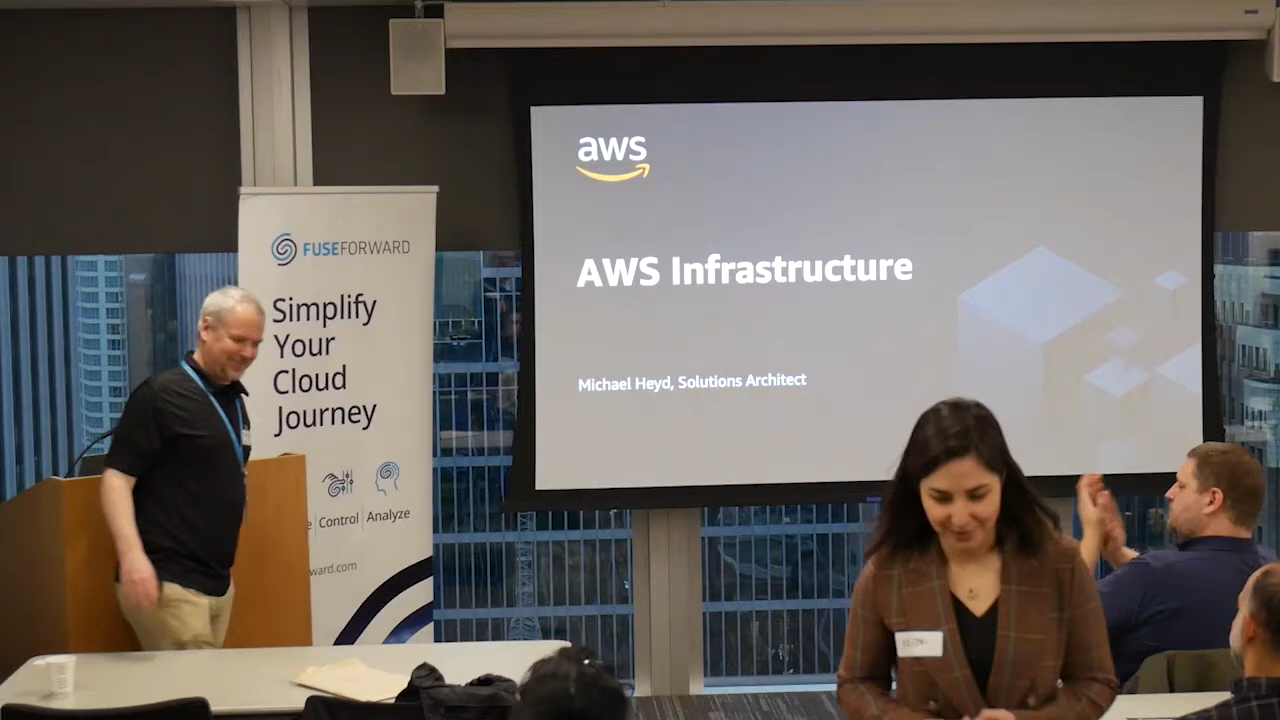 FUSEFORWARD
Simplify
Your
Cloud
Journey
Control | Analyze
ward.com
aws
AWS Infrastructure
Michael Heyd, Solutions Architect